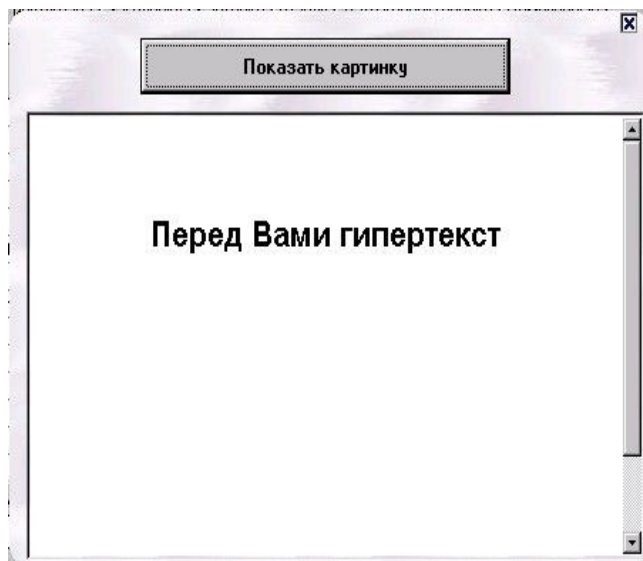 Показать картинку
Перед Вами гипертекст